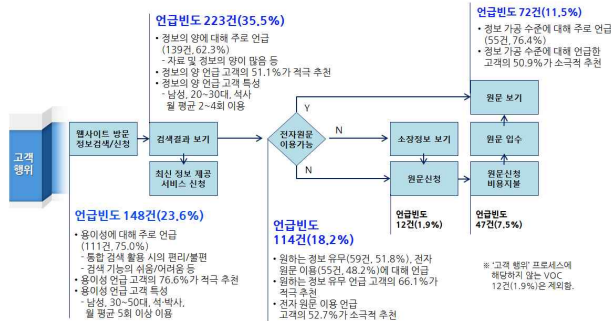 언급빈도 223건(35,5%)
• 정보의 양에 대해 주로 언급
(139건, 62.3%)
- 자료 및 정보의 양이 많음 등
• 정보의 양 언급 고객의 51.1%가 적극 추천
• 정보의 양 언급 고객 특성
- 남성, 20~30대, 석사
월 평균 2~4회 이용
언급빈도 72건(11,5%)
• 정보 가공 수준에 대해 주로 언급
(55건, 76.4%)
• 정보 가공 수준에 대해 언급한
고객의 50.9%가 소극적 추천
고객
행위
웹사이트 방문
정보검색/신청
검색결과 보기
최신 정보 제공
서비스 신청
전자원문
이용가능
Y
N
N
소장정보 보기
원문신청
원문 보기
원문 입수
원문신청
비용지불
언급빈도 148건(23,6%)
• 용이성에 대해 주로 언급
(111건, 75.0%)
- 통합 검색 활용 시의 편리/불편
- 검색 기능의 쉬움/어려움 등
• 용이성 언급 고객의 76.6%가 적극 추천
• 용이성 언급 고객 특성
- 남성, 30~50대, 석·박사,
월 평균 5회 이상 이용
언급빈도
114건(18,2%)
• 원하는 정보 유무(59건, 51.8%), 전자
원문 이용(55건, 48.2%)에 대해 언급
• 원하는 정보 유무 언급 고객의 66.1%가
적극 추천
• 전자 원문 이용 언급
고객의 52.7%가 소극적 추천
언급빈도
12건(1.9%)
언급빈도
47건(7.5%)
※ '고객 행위' 프로세스에
해당하지 않는 VOC
12건(1.9%)은 제외함.